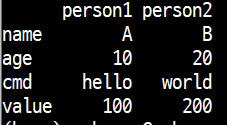 person1 person2
name A B
age 10 20
cmd hello world
value 100 200